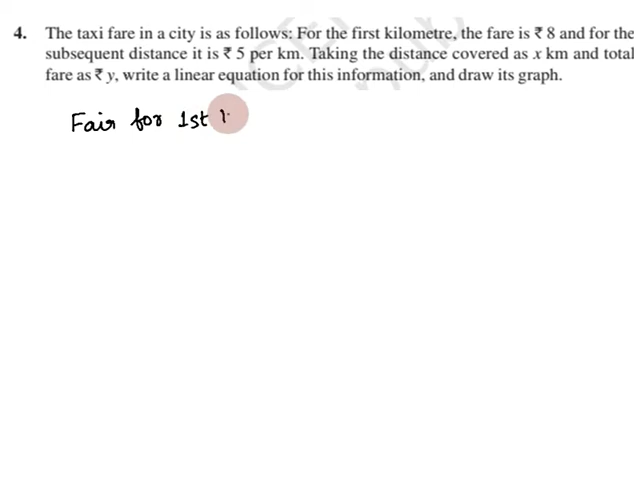 4. The taxi fare in a city is as follows: For the first kilometre, the fare is ₹ 8 and for the
subsequent distance it is ₹ 5 per km. Taking the distance covered as x km and total
fare as ₹ y, write a linear equation for this information, and draw its graph.
Fair for 1st